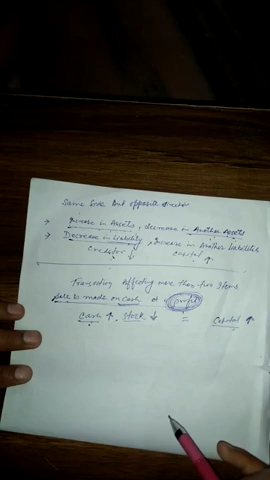 Same side but opposite direction
→ Increase in Assets, decrease in Another Assets
→ Decrease in Liability, increase in Another Liabilities
Creditor ↓ Capital ↑
Transaction Affecting more than two items
Sale is made on cash at profit
Cash ↑, Stock ↓ = Capital ↑